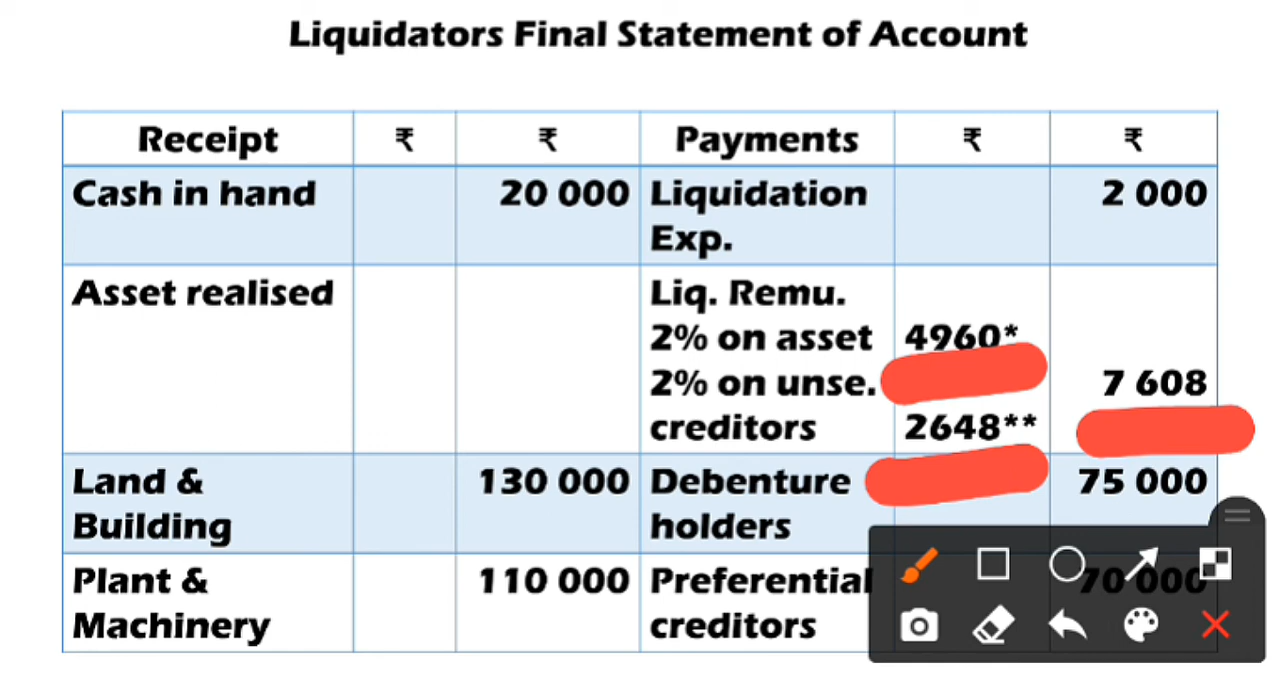 Liquidators Final Statement of Account
Receipt ₹ ₹ Payments ₹ ₹
Cash in hand 20 000 Liquidation 2 000
Exp.
Asset realised Liq. Remu.
2% on asset 4960*
2% on unse. 7 608
creditors 2648**
Land & 130 000 Debenture 75 000
Building holders
Plant & 110 000 Preferential 70 000
Machinery creditors